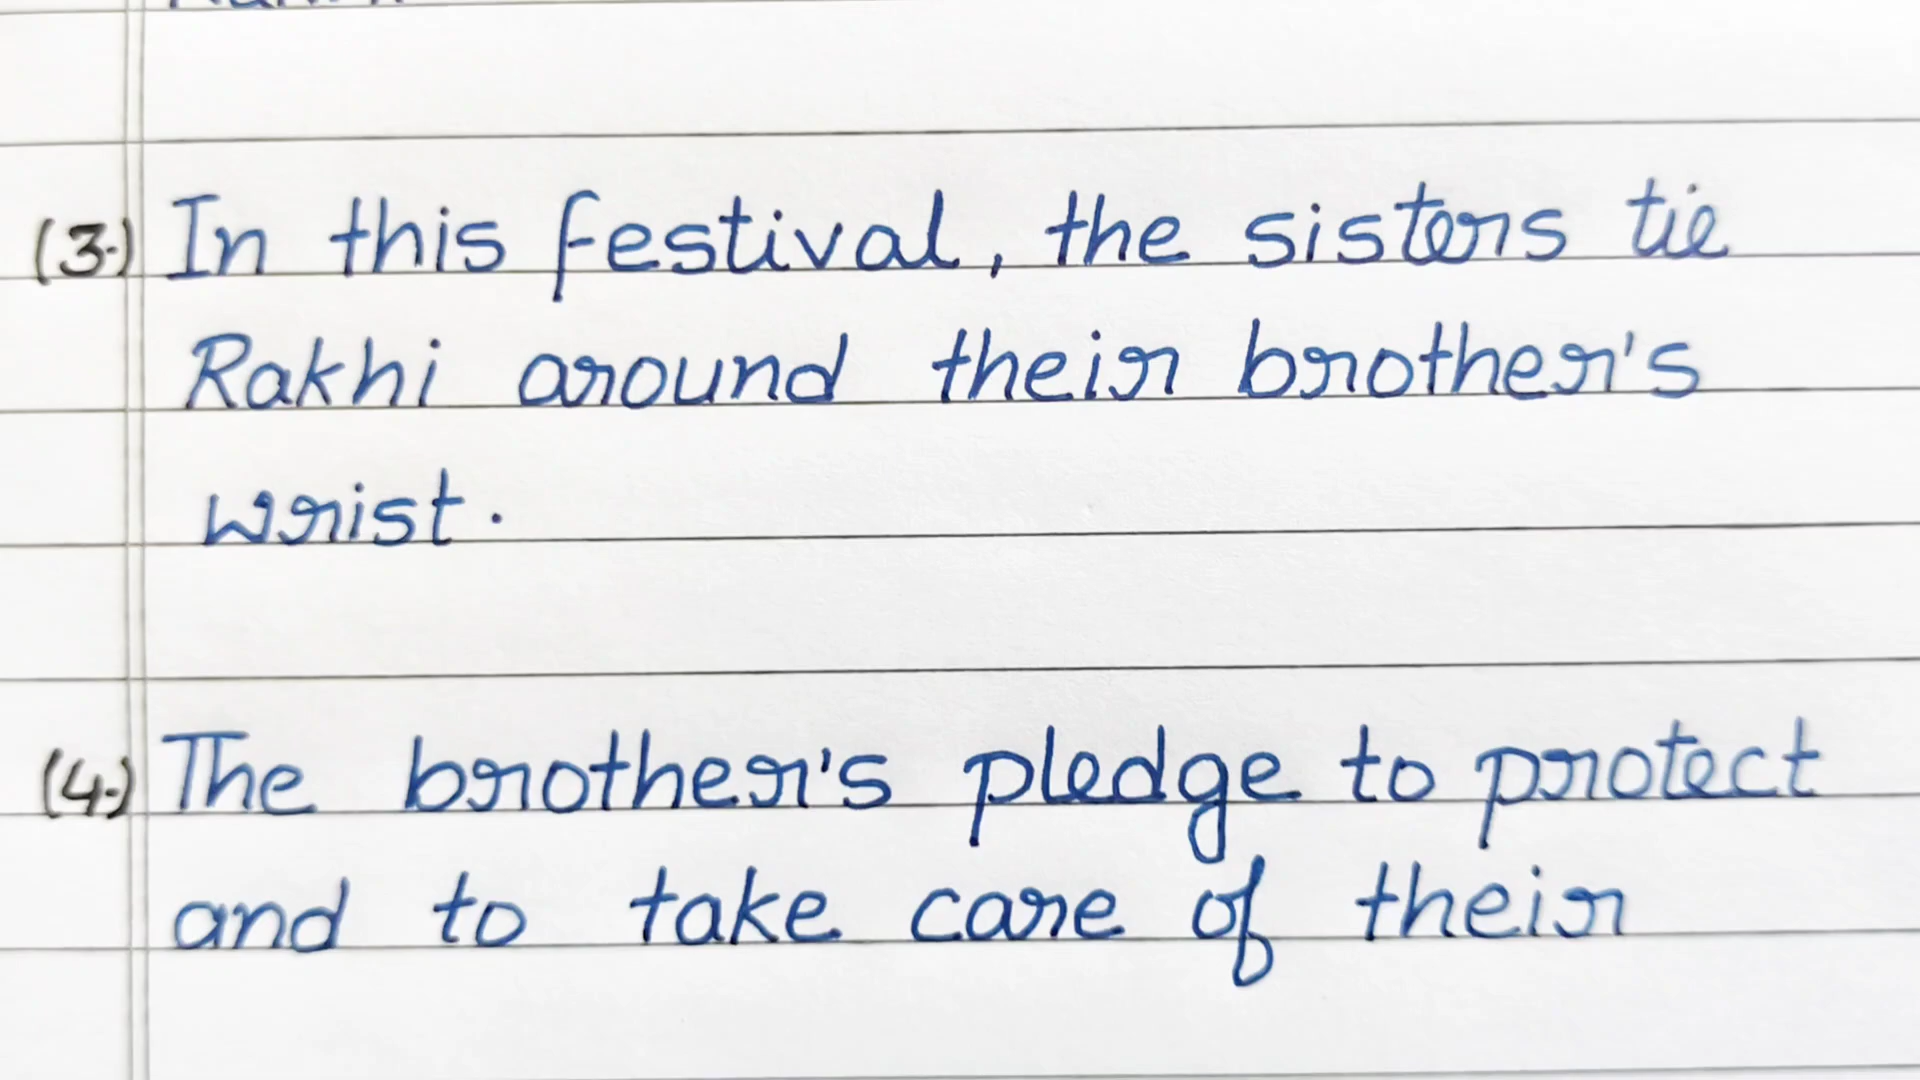 (3.) In this festival, the sisters tie
Rakhi around their brother's
wrist.
(4.) The brother's pledge to protect
and to take care of their